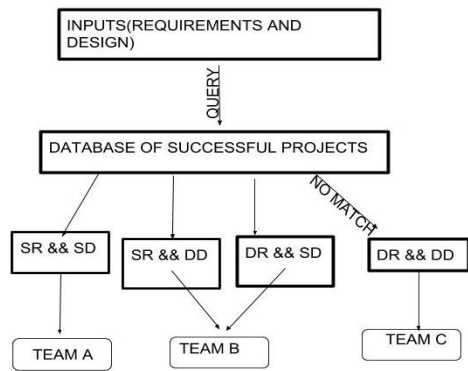 INPUTS(REQUIREMENTS AND
DESIGN)
QUERY
DATABASE OF SUCCESSFUL PROJECTS
NO MATCH
SR && SD
SR && DD
DR && SD
DR && DD
TEAM A
TEAM B
TEAM C